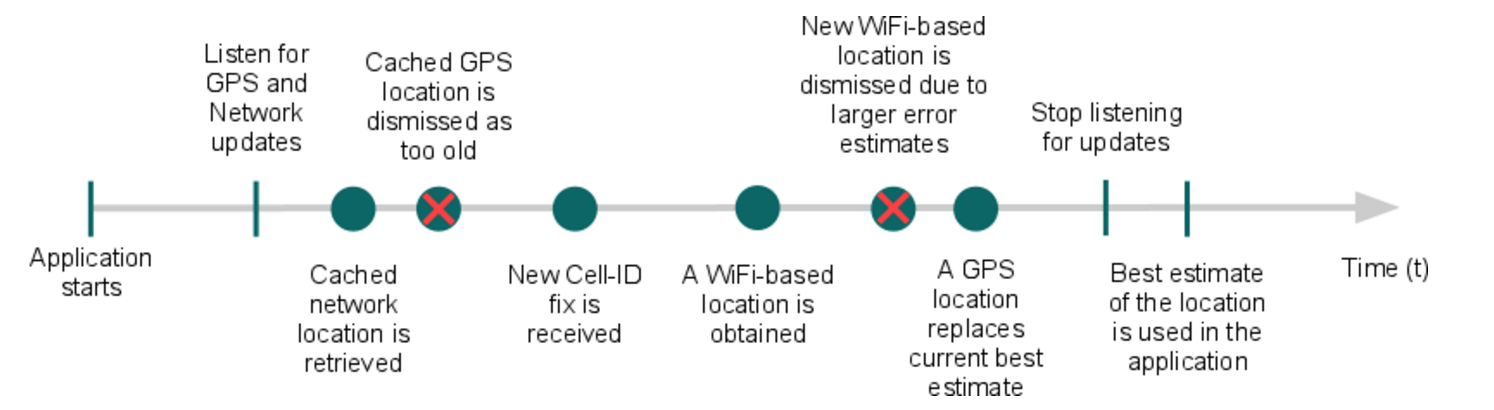 Application
starts
Listen for
GPS and
Network
updates
Cached
network
location is
retrieved
Cached GPS
location is
dismissed as
too old
New Cell-ID
fix is
received
A WiFi-based
location is
obtained
New WiFi-based
location is
dismissed due to
larger error
estimates
A GPS
location
replaces
current best
estimate
Stop listening
for updates
Best estimate
of the location
is used in the
application
Time (t)